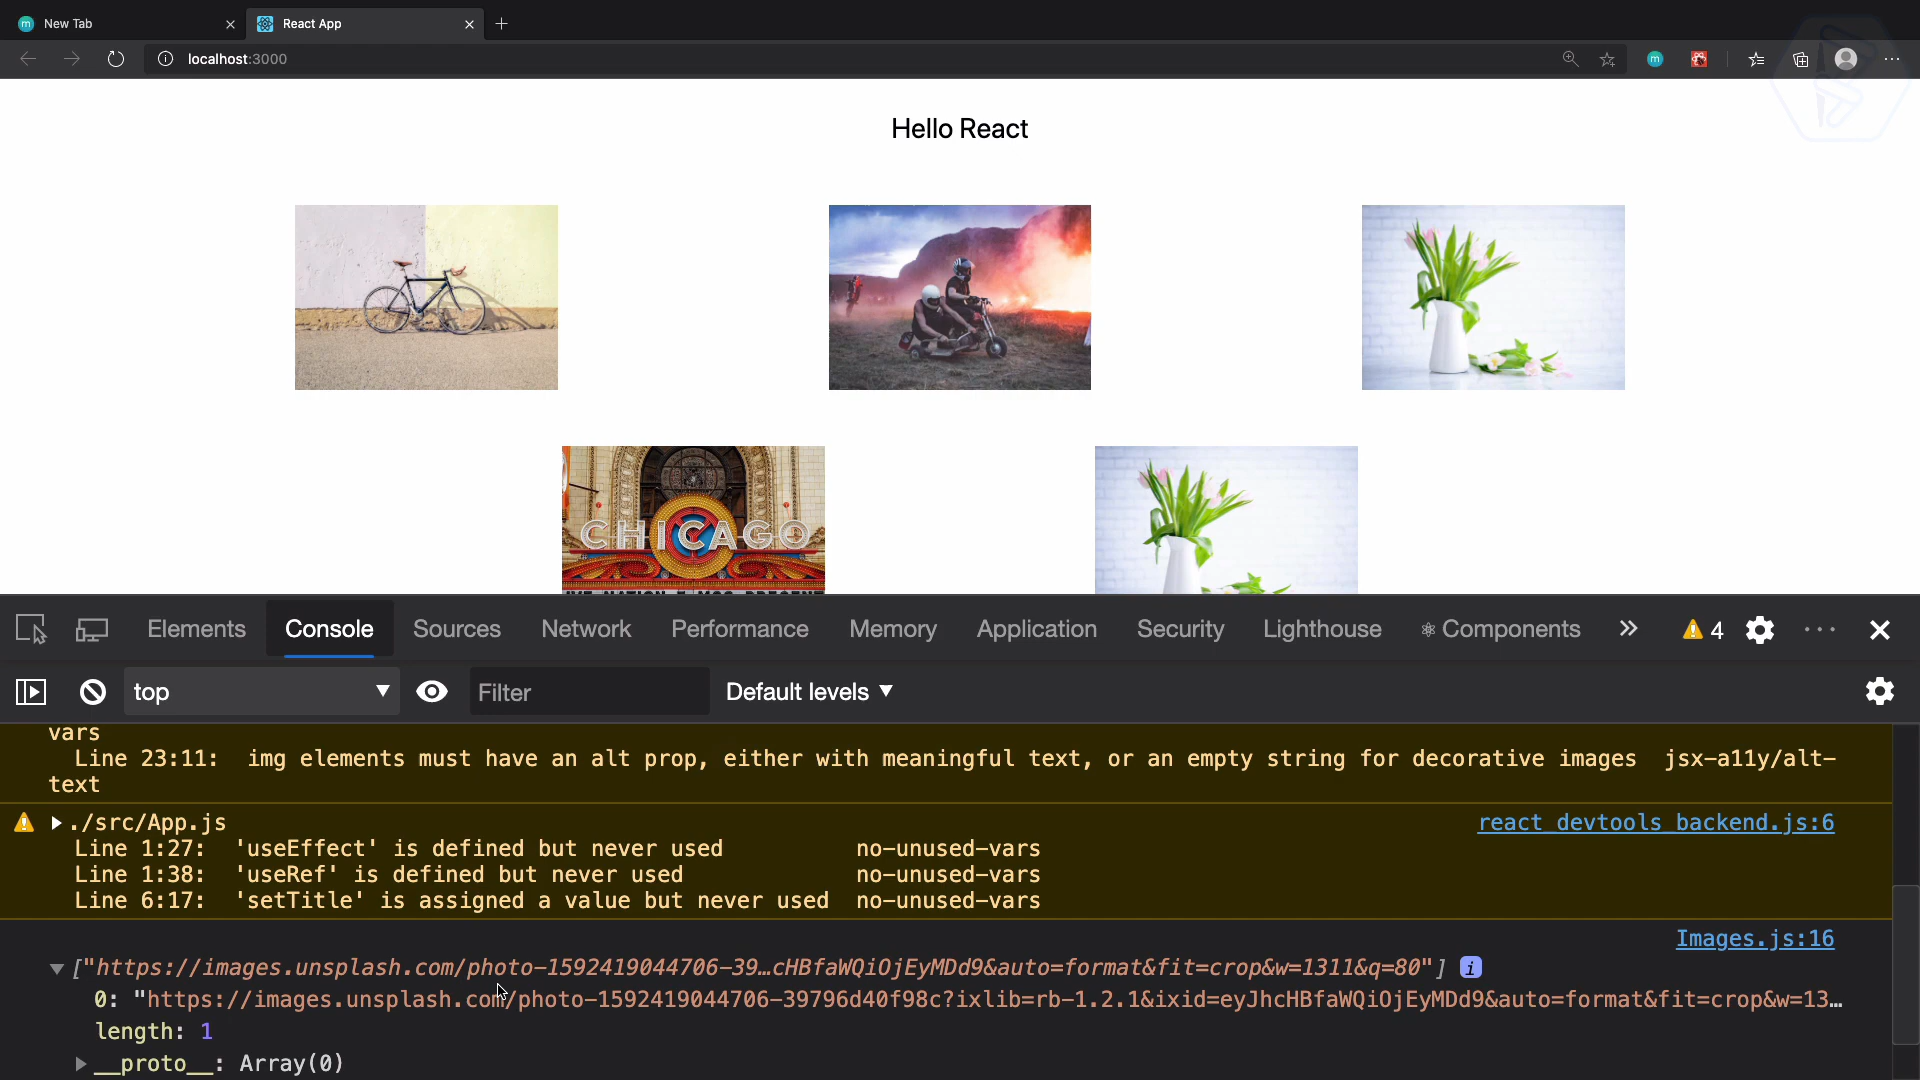 New Tab
React App
localhost:3000
Hello React
CHICAGO
Elements Console Sources Network Performance Memory Application Security Lighthouse Components 4
top Filter Default levels
vars
Line 23:11: img elements must have an alt prop, either with meaningful text, or an empty string for decorative images jsx-a11y/alt-
text
./src/App.js react_devtools_backend.js:6
Line 1:27: 'useEffect' is defined but never used no-unused-vars
Line 1:38: 'useRef' is defined but never used no-unused-vars
Line 6:17: 'setTitle' is assigned a value but never used no-unused-vars
Images.js:16
["https://images.unsplash.com/photo-1592419044706-39…cHBfaWQiOjEyMDd9&auto=format&fit=crop&w=1311&q=80"] i
0: "https://images.unsplash.com/photo-1592419044706-39796d40f98c?ixlib=rb-1.2.1&ixid=eyJhcHBfaWQiOjEyMDd9&auto=format&fit=crop&w=13…
length: 1
__proto__: Array(0)